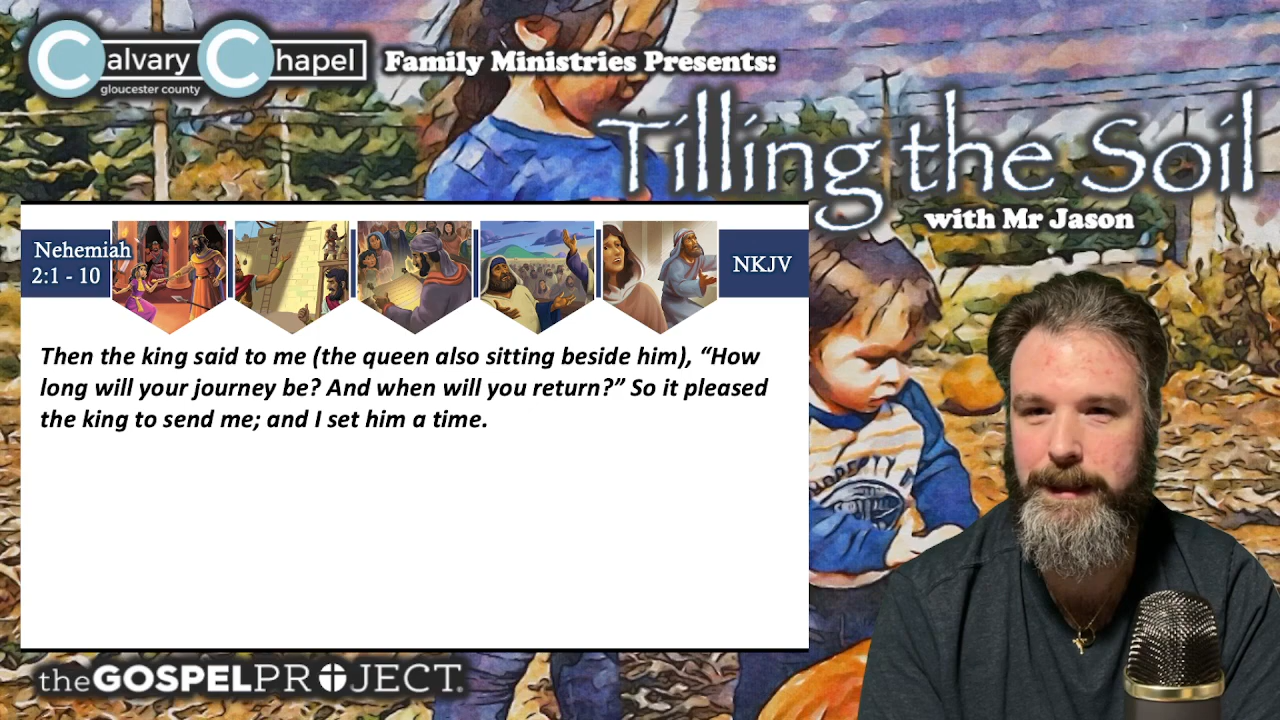 Calvary Chapel
gloucester county
Family Ministries Presents:
Tilling the Soil
with Mr Jason
Nehemiah
2:1 - 10
NKJV
Then the king said to me (the queen also sitting beside him), “How
long will your journey be? And when will you return?” So it pleased
the king to send me; and I set him a time.
theGOSPELPROJECT®